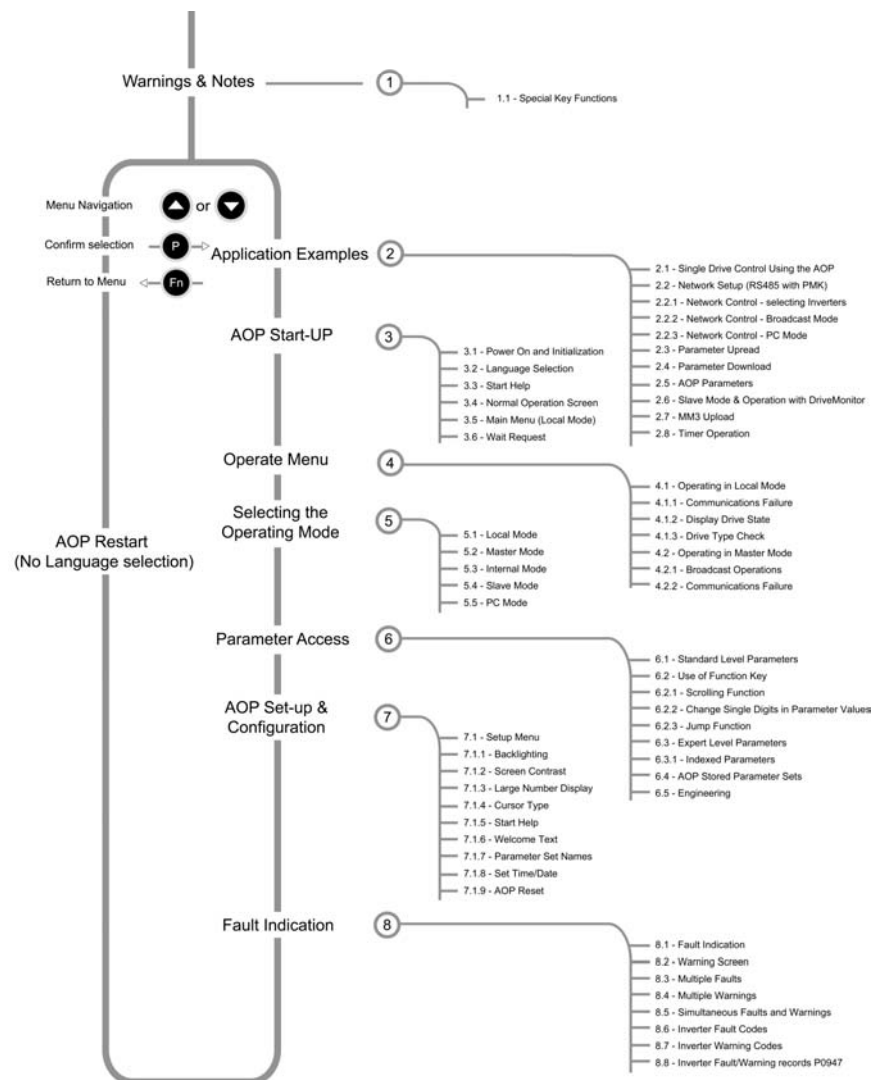 Warnings & Notes
1
1.1 - Special Key Functions
Menu Navigation
or
Confirm selection
P
Return to Menu
Fn
Application Examples
2
2.1 - Single Drive Control Using the AOP
2.2 - Network Setup (RS485 with PMK)
2.2.1 - Network Control - selecting Inverters
2.2.2 - Network Control - Broadcast Mode
2.2.3 - Network Control - PC Mode
2.3 - Parameter Upread
2.4 - Parameter Download
2.5 - AOP Parameters
2.6 - Slave Mode & Operation with DriveMonitor
2.7 - MM3 Upload
2.8 - Timer Operation
AOP Start-UP
3
3.1 - Power On and Initialization
3.2 - Language Selection
3.3 - Start Help
3.4 - Normal Operation Screen
3.5 - Main Menu (Local Mode)
3.6 - Wait Request
Operate Menu
4
4.1 - Operating in Local Mode
4.1.1 - Communications Failure
4.1.2 - Display Drive State
4.1.3 - Drive Type Check
4.2 - Operating in Master Mode
4.2.1 - Broadcast Operations
4.2.2 - Communications Failure
Selecting the
Operating Mode
5
5.1 - Local Mode
5.2 - Master Mode
5.3 - Internal Mode
5.4 - Slave Mode
5.5 - PC Mode
AOP Restart
(No Language selection)
Parameter Access
6
6.1 - Standard Level Parameters
6.2 - Use of Function Key
6.2.1 - Scrolling Function
6.2.2 - Change Single Digits in Parameter Values
6.2.3 - Jump Function
6.3 - Expert Level Parameters
6.3.1 - Indexed Parameters
6.4 - AOP Stored Parameter Sets
6.5 - Engineering
AOP Set-up &
Configuration
7
7.1 - Setup Menu
7.1.1 - Backlighting
7.1.2 - Screen Contrast
7.1.3 - Large Number Display
7.1.4 - Cursor Type
7.1.5 - Start Help
7.1.6 - Welcome Text
7.1.7 - Parameter Set Names
7.1.8 - Set Time/Date
7.1.9 - AOP Reset
Fault Indication
8
8.1 - Fault Indication
8.2 - Warning Screen
8.3 - Multiple Faults
8.4 - Multiple Warnings
8.5 - Simultaneous Faults and Warnings
8.6 - Inverter Fault Codes
8.7 - Inverter Warning Codes
8.8 - Inverter Fault/Warning records P0947